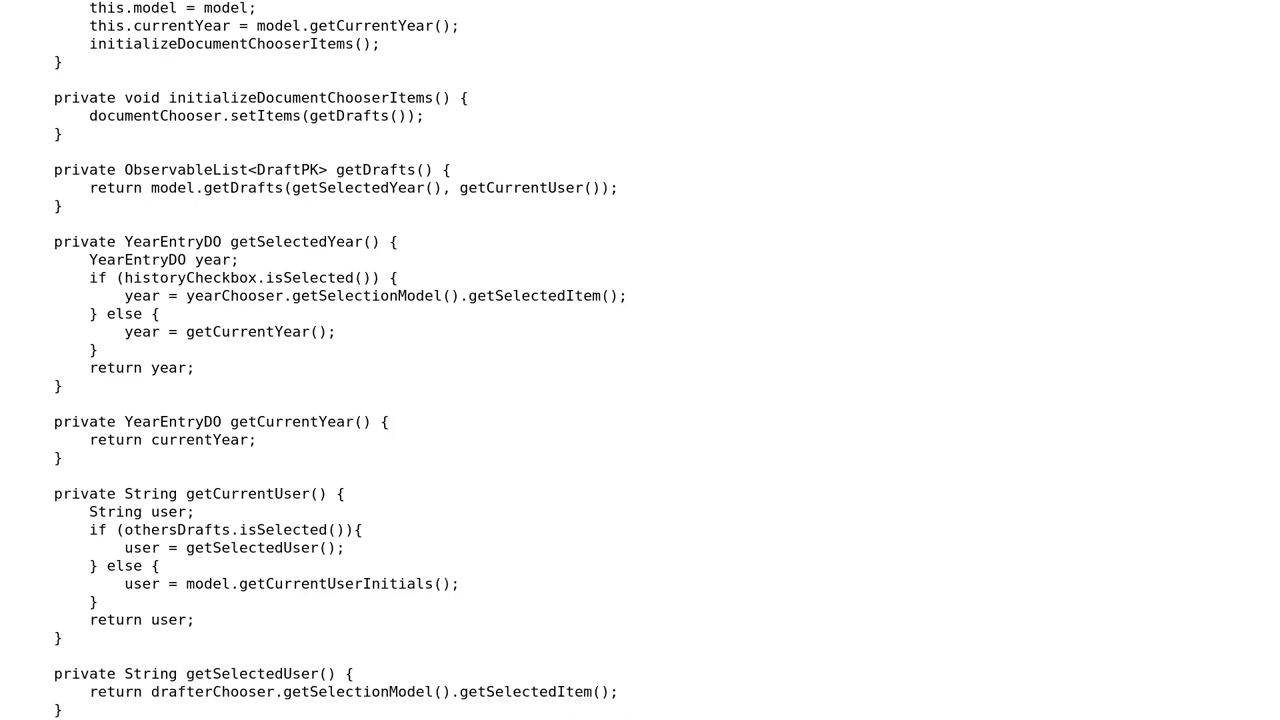 this.model = model;
        this.currentYear = model.getCurrentYear();
        initializeDocumentChooserItems();
    }

    private void initializeDocumentChooserItems() {
        documentChooser.setItems(getDrafts());
    }

    private ObservableList<DraftPK> getDrafts() {
        return model.getDrafts(getSelectedYear(), getCurrentUser());
    }

    private YearEntryDO getSelectedYear() {
        YearEntryDO year;
        if (historyCheckbox.isSelected()) {
            year = yearChooser.getSelectionModel().getSelectedItem();
        } else {
            year = getCurrentYear();
        }
        return year;
    }

    private YearEntryDO getCurrentYear() {
        return currentYear;
    }

    private String getCurrentUser() {
        String user;
        if (othersDrafts.isSelected()){
            user = getSelectedUser();
        } else {
            user = model.getCurrentUserInitials();
        }
        return user;
    }

    private String getSelectedUser() {
        return drafterChooser.getSelectionModel().getSelectedItem();
    }